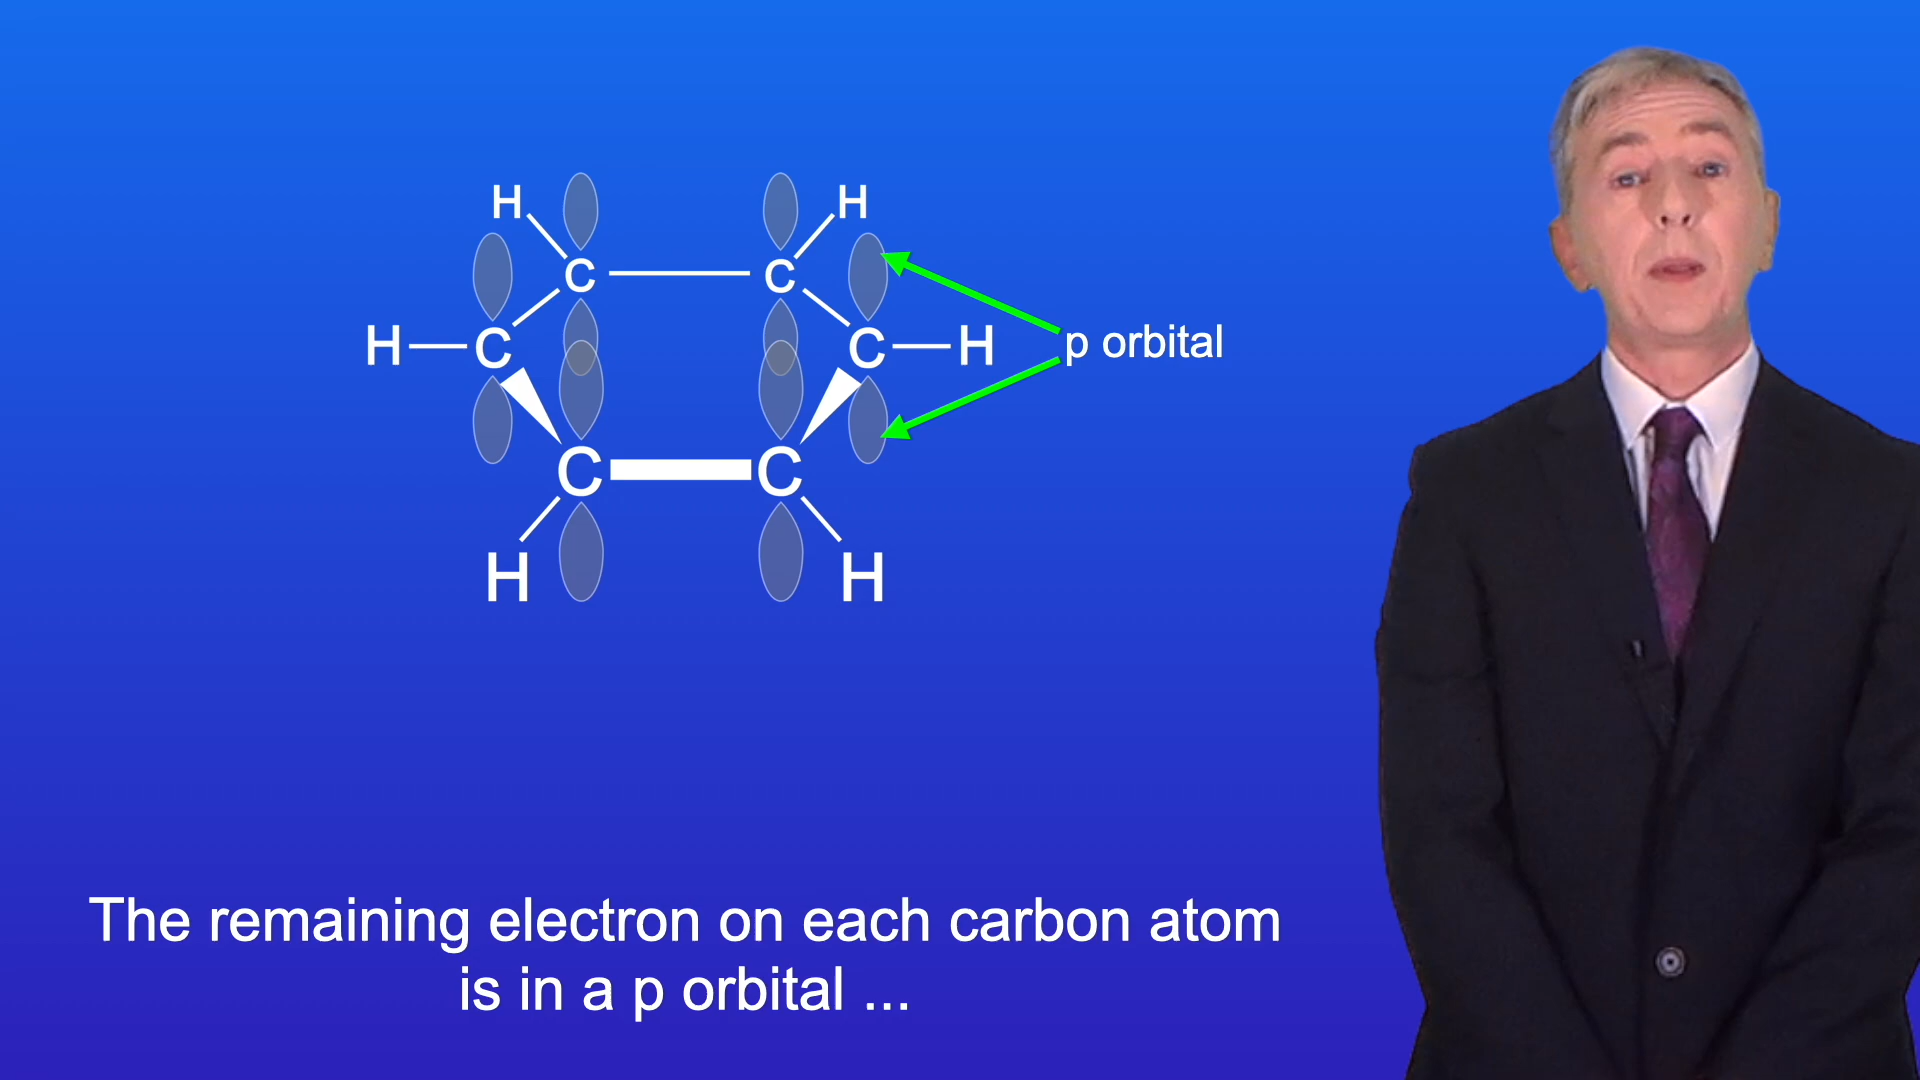 H H
C C
H C C H p orbital
C C
H H
The remaining electron on each carbon atom
is in a p orbital ...